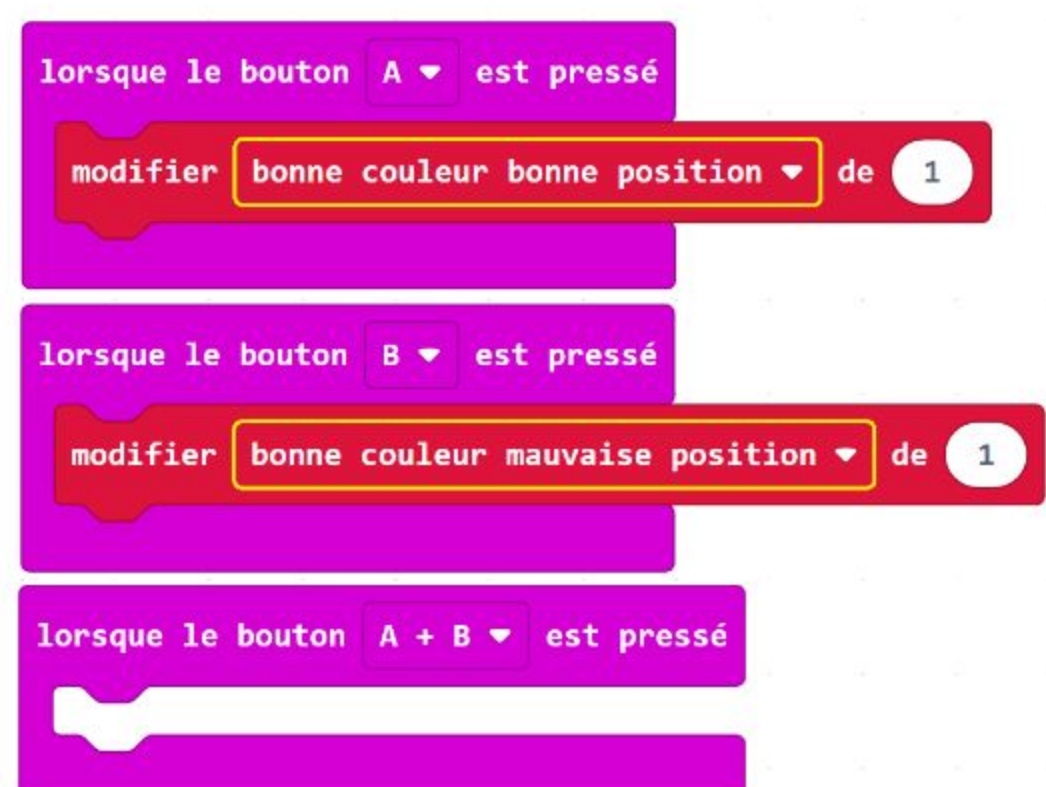 lorsque le bouton A est pressé
modifier bonne couleur bonne position de 1
lorsque le bouton B est pressé
modifier bonne couleur mauvaise position de 1
lorsque le bouton A + B est pressé